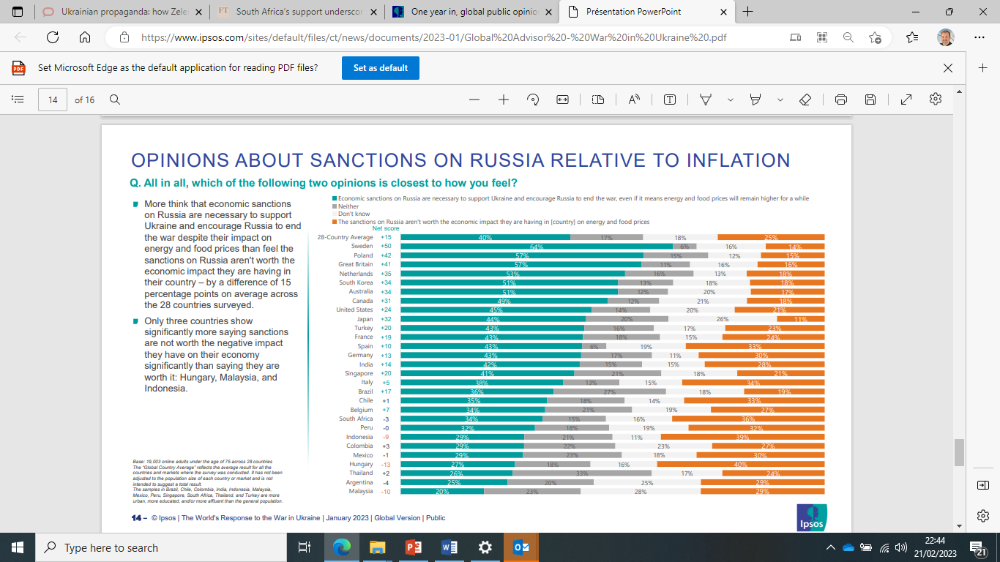 Ukrainian propaganda: how Zele
FT South Africa's support underscor
One year in, global public opinio
Présentation PowerPoint
https://www.ipsos.com/sites/default/files/ct/news/documents/2023-01/Global%20Advisor%20-%20War%20in%20Ukraine%20.pdf
PDF Set Microsoft Edge as the default application for reading PDF files? Set as default
14 of 16
OPINIONS ABOUT SANCTIONS ON RUSSIA RELATIVE TO INFLATION
Q. All in all, which of the following two opinions is closest to how you feel?
More think that economic sanctions
on Russia are necessary to support
Ukraine and encourage Russia to end
the war despite their impact on
energy and food prices than feel the
sanctions on Russia aren't worth the
economic impact they are having in
their country – by a difference of 15
percentage points on average across
the 28 countries surveyed.
Only three countries show
significantly more saying sanctions
are not worth the negative impact
they have on their economy
significantly than saying they are
worth it: Hungary, Malaysia, and
Indonesia.
Base: 19,003 online adults under the age of 75 across 28 countries
The "Global Country Average" reflects the average result for all the
countries and markets where the survey was conducted. It has not been
adjusted to the population size of each country or market and is not
intended to suggest a total result.
The samples in Brazil, Chile, Colombia, India, Indonesia, Malaysia,
Mexico, Peru, Singapore, South Africa, Thailand, and Turkey are more
urban, more educated, and/or more affluent than the general population.
Economic sanctions on Russia are necessary to support Ukraine and encourage Russia to end the war, even if it means energy and food prices will remain higher for a while
Neither
Don't know
The sanctions on Russia aren't worth the economic impact they are having in [country] on energy and food prices
Net score
28-Country Average +15 40% 17% 18% 25%
Sweden +50 64% 6% 16% 14%
Poland +42 57% 15% 12% 15%
Great Britain +41 57% 11% 16% 16%
Netherlands +35 53% 16% 13% 18%
South Korea +34 51% 13% 18% 18%
Australia +34 51% 12% 20% 17%
Canada +31 49% 12% 21% 18%
United States +24 45% 14% 20% 21%
Japan +32 44% 20% 26% 11%
Turkey +20 43% 16% 17% 23%
France +19 43% 18% 15% 24%
Spain +10 43% 6% 19% 33%
Germany +13 43% 17% 11% 30%
India +14 42% 15% 15% 28%
Singapore +20 41% 21% 18% 21%
Italy +5 38% 13% 15% 34%
Brazil +17 36% 27% 18% 19%
Chile +1 35% 18% 14% 33%
Belgium +7 34% 21% 19% 27%
South Africa -3 34% 15% 16% 36%
Peru -0 32% 18% 19% 32%
Indonesia -9 29% 21% 11% 39%
Colombia +3 29% 22% 23% 27%
Mexico -1 29% 23% 18% 30%
Hungary -13 27% 18% 16% 40%
Thailand +2 26% 33% 17% 24%
Argentina -4 25% 20% 25% 29%
Malaysia -10 20% 23% 28% 29%
14 – © Ipsos | The World's Response to the War in Ukraine | January 2023 | Global Version | Public
Ipsos
Type here to search
22:44
21/02/2023
21